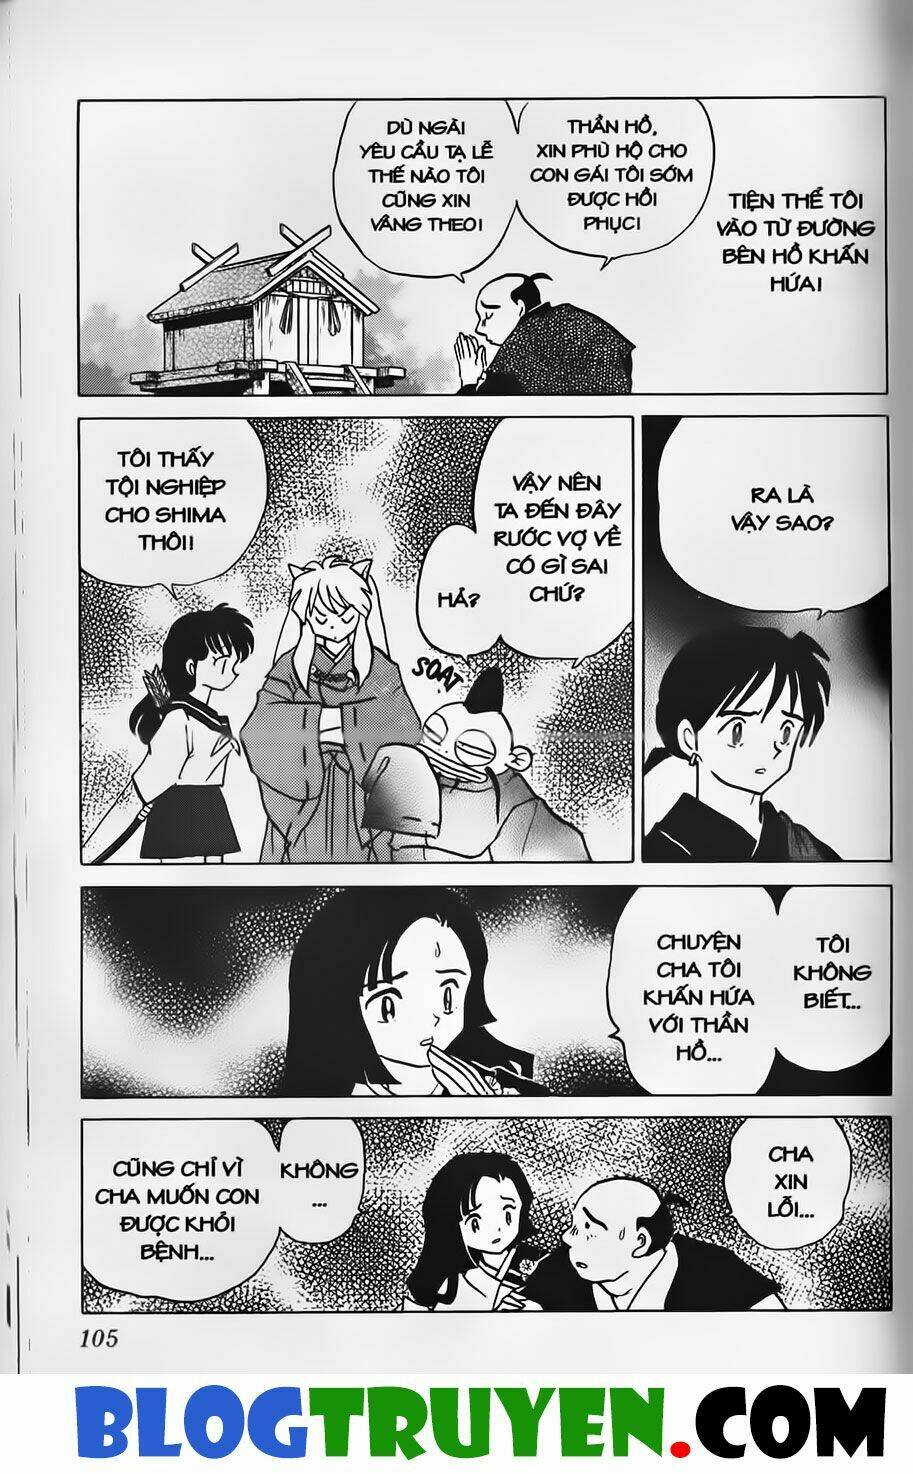 TIỆN THỂ TÔI
VÀO TỪ ĐƯỜNG
BÊN HỒ KHẤN
HỨA!
THẦN HỒ,
XIN PHÙ HỘ CHO
CON GÁI TÔI SỚM
ĐƯỢC HỒI
PHỤC!
DÙ NGÀI
YÊU CẦU TẠ LỄ
THẾ NÀO TÔI
CŨNG XIN
VÂNG THEO!
RA LÀ
VẬY SAO?
VẬY NÊN
TA ĐẾN ĐÂY
RƯỚC VỢ VỀ
CÓ GÌ SAI
CHỨ?
HẢ?
SOẠT
TÔI THẤY
TỘI NGHIỆP
CHO SHIMA
THÔI!
TÔI
KHÔNG
BIẾT...
CHUYỆN
CHA TÔI
KHẤN HỨA
VỚI THẦN
HỒ...
CHA
XIN
LỖI...
KHÔNG
...
CŨNG CHỈ VÌ
CHA MUỐN CON
ĐƯỢC KHỎI
BỆNH...
105
BLOGTRUYEN.COM